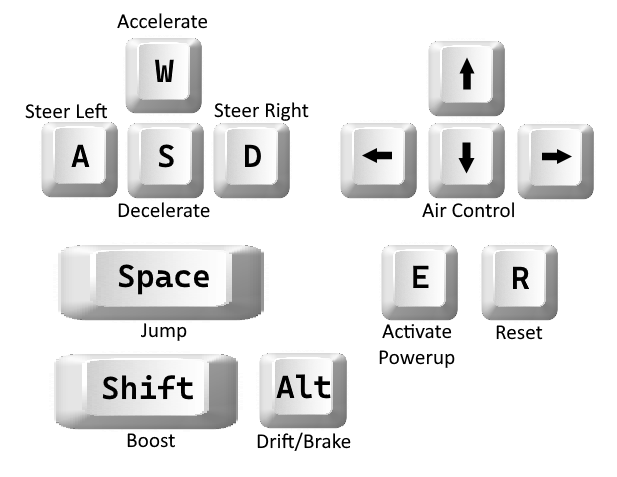 Accelerate
W
Steer Left
Steer Right
A
S
D
Decelerate
Air Control
Space
Jump
E
R
Activate
Powerup
Reset
Shift
Alt
Boost
Drift/Brake